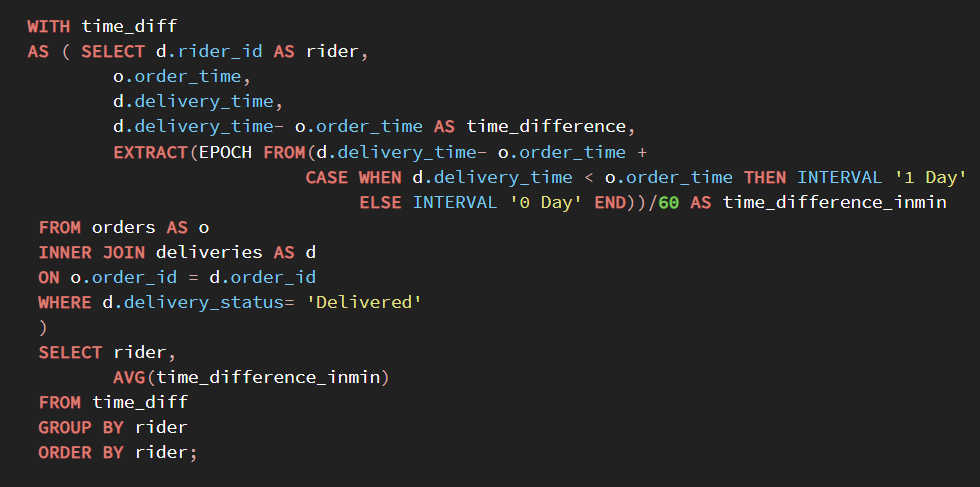 WITH time_diff
AS ( SELECT d.rider_id AS rider,
o.order_time,
d.delivery_time,
d.delivery_time- o.order_time AS time_difference,
EXTRACT(EPOCH FROM(d.delivery_time- o.order_time +
CASE WHEN d.delivery_time < o.order_time THEN INTERVAL '1 Day'
ELSE INTERVAL '0 Day' END))/60 AS time_difference_inmin
FROM orders AS o
INNER JOIN deliveries AS d
ON o.order_id = d.order_id
WHERE d.delivery_status= 'Delivered'
)
SELECT rider,
AVG(time_difference_inmin)
FROM time_diff
GROUP BY rider
ORDER BY rider;